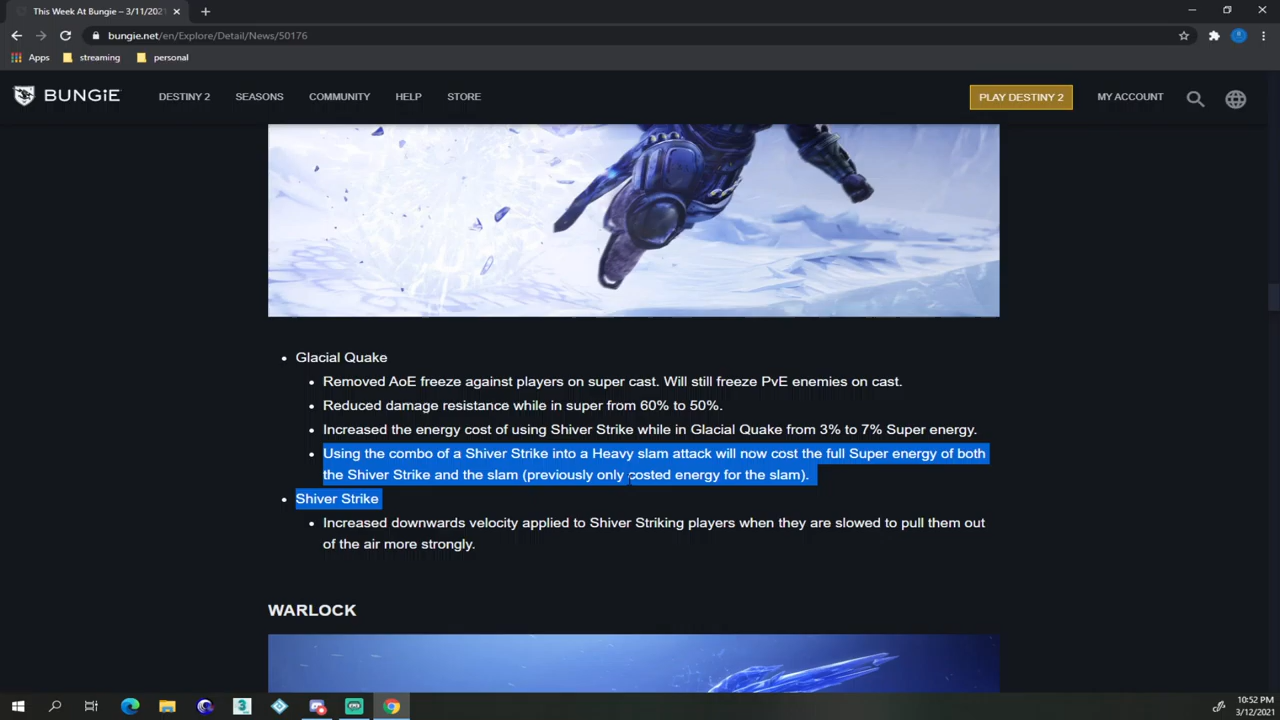 This Week At Bungie – 3/11/2021
bungie.net/en/Explore/Detail/News/50176
Apps streaming personal
BUNGiE DESTINY 2 SEASONS COMMUNITY HELP STORE PLAY DESTINY 2 MY ACCOUNT
• Glacial Quake
• Removed AoE freeze against players on super cast. Will still freeze PvE enemies on cast.
• Reduced damage resistance while in super from 60% to 50%.
• Increased the energy cost of using Shiver Strike while in Glacial Quake from 3% to 7% Super energy.
• Using the combo of a Shiver Strike into a Heavy slam attack will now cost the full Super energy of both
the Shiver Strike and the slam (previously only costed energy for the slam).
• Shiver Strike
• Increased downwards velocity applied to Shiver Striking players when they are slowed to pull them out
of the air more strongly.
WARLOCK
10:52 PM
3/12/2021